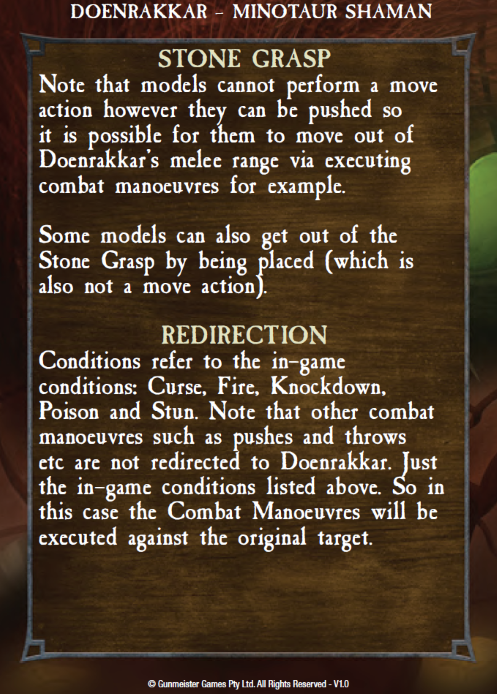 DOENRAKKAR - MINOTAUR SHAMAN
STONE GRASP
Note that models cannot perform a move
action however they can be pushed so
it is possible for them to move out of
Doenrakkar's melee range via executing
combat manoeuvres for example.
Some models can also get out of the
Stone Grasp by being placed (which is
also not a move action).
REDIRECTION
Conditions refer to the in-game
conditions: Curse, Fire, Knockdown,
Poison and Stun. Note that other combat
manoeuvres such as pushes and throws
etc are not redirected to Doenrakkar. Just
the in-game conditions listed above. So in
this case the Combat Manoeuvres will be
executed against the original target.
© Gunmeister Games Pty Ltd. All Rights Reserved - V1.0